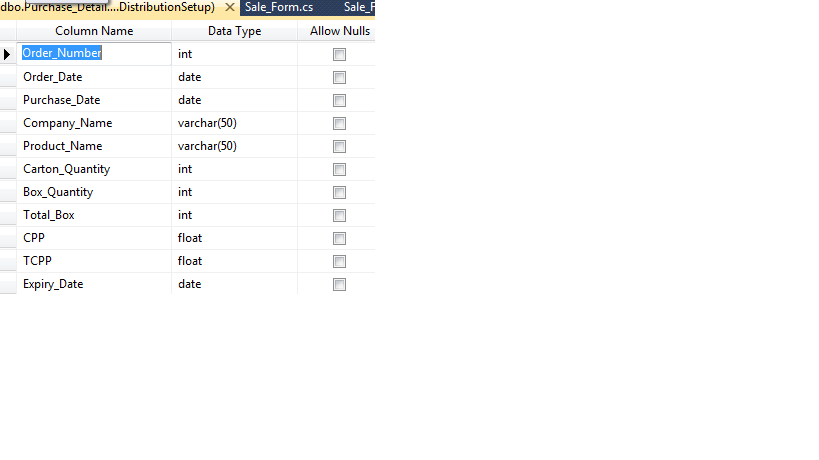 dbo.Purchase_Detail....DistributionSetup) Sale_Form.cs Sale_F
Column Name Data Type Allow Nulls
Order_Number int
Order_Date date
Purchase_Date date
Company_Name varchar(50)
Product_Name varchar(50)
Carton_Quantity int
Box_Quantity int
Total_Box int
CPP float
TCPP float
Expiry_Date date